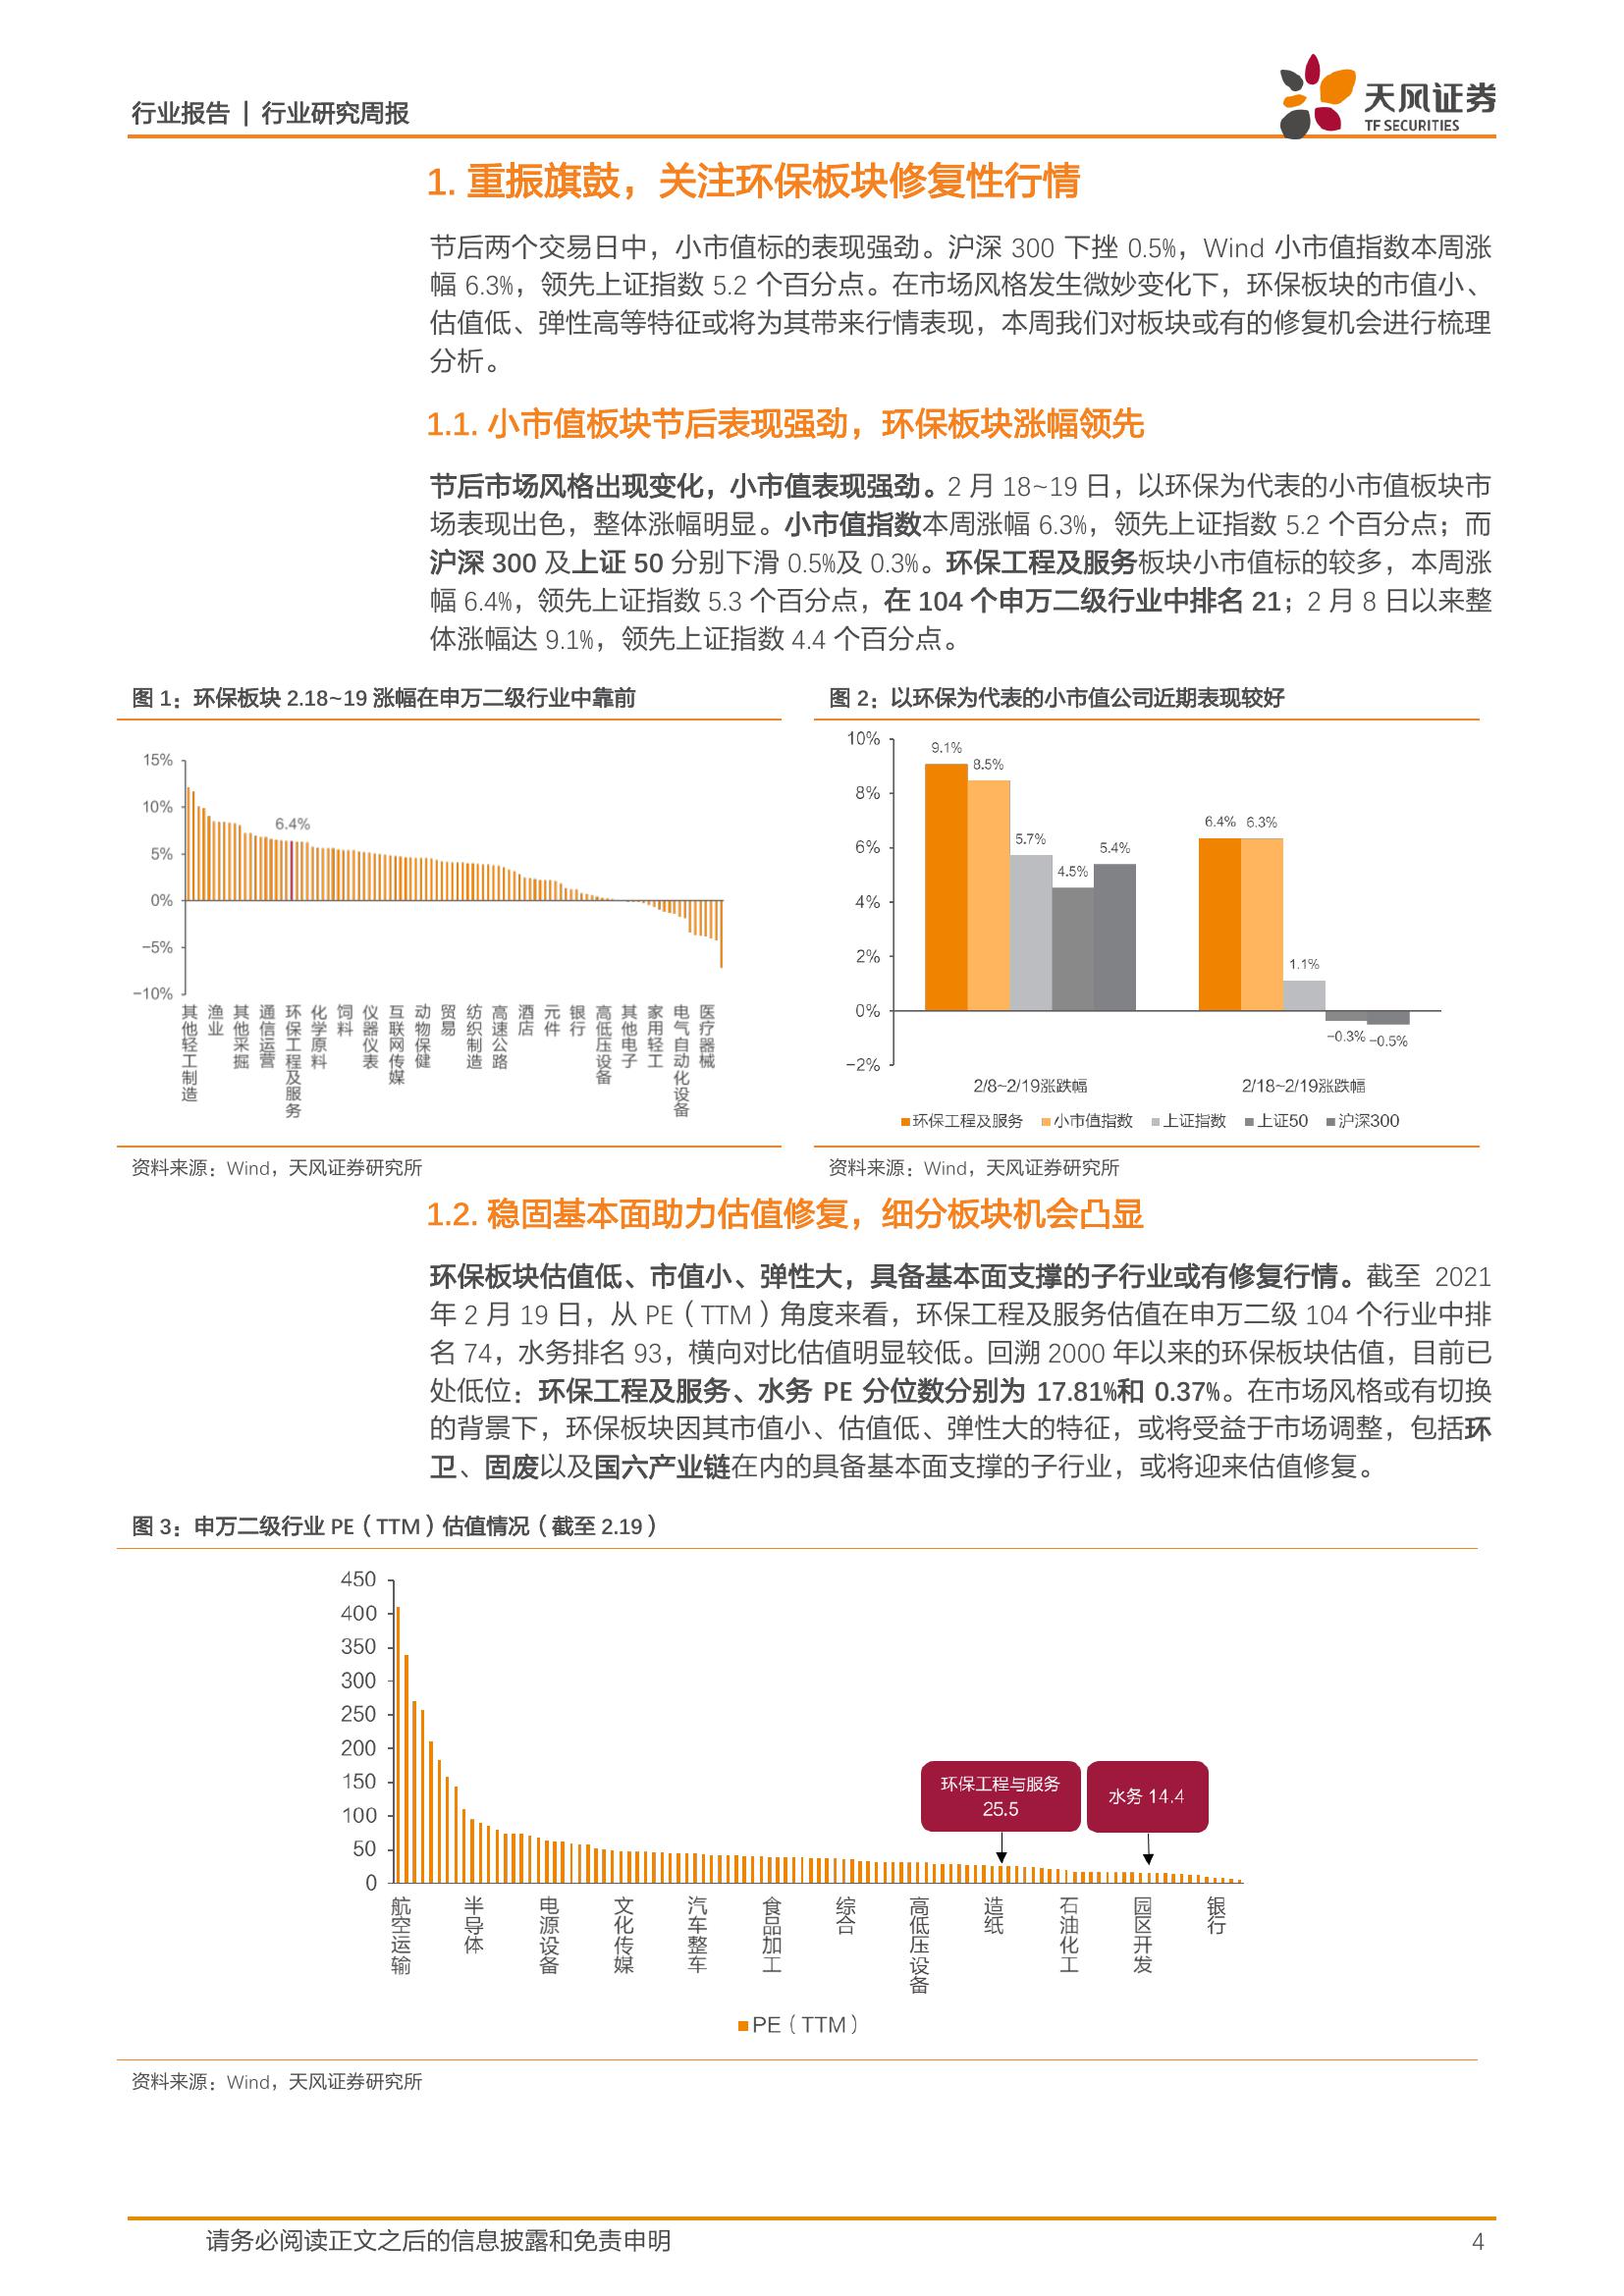 行业报告 | 行业研究周报
天风证券
TF SECURITIES
1. 重振旗鼓，关注环保板块修复性行情
节后两个交易日中，小市值标的表现强劲。沪深 300 下挫 0.5%，Wind 小市值指数本周涨
幅 6.3%，领先上证指数 5.2 个百分点。在市场风格发生微妙变化下，环保板块的市值小、
估值低、弹性高等特征或将为其带来行情表现，本周我们对板块或有的修复机会进行梳理
分析。
1.1. 小市值板块节后表现强劲，环保板块涨幅领先
节后市场风格出现变化，小市值表现强劲。2 月 18~19 日，以环保为代表的小市值板块市
场表现出色，整体涨幅明显。小市值指数本周涨幅 6.3%，领先上证指数 5.2 个百分点；而
沪深 300 及上证 50 分别下滑 0.5%及 0.3%。环保工程及服务板块小市值标的较多，本周涨
幅 6.4%，领先上证指数 5.3 个百分点，在 104 个申万二级行业中排名 21；2 月 8 日以来整
体涨幅达 9.1%，领先上证指数 4.4 个百分点。
图 1：环保板块 2.18~19 涨幅在申万二级行业中靠前
15%
10%
5%
0%
-5%
-10%
6.4%
其他轻工制造
渔业
其他采掘
通信运营
环保工程及服务
化学原料
饲料
仪器仪表
互联网传媒
动物保健
贸易
纺织制造
高速公路
酒店
元件
银行
高低压设备
其他电子
家用轻工
电气自动化设备
医疗器械
资料来源：Wind，天风证券研究所
图 2：以环保为代表的小市值公司近期表现较好
10%
8%
6%
4%
2%
0%
-2%
9.1%
8.5%
5.7%
4.5%
5.4%
6.4%
6.3%
1.1%
-0.3%
-0.5%
2/8~2/19涨跌幅
2/18~2/19涨跌幅
环保工程及服务 小市值指数 上证指数 上证50 沪深300
资料来源：Wind，天风证券研究所
1.2. 稳固基本面助力估值修复，细分板块机会凸显
环保板块估值低、市值小、弹性大，具备基本面支撑的子行业或有修复行情。截至 2021
年 2 月 19 日，从 PE（TTM）角度来看，环保工程及服务估值在申万二级 104 个行业中排
名 74，水务排名 93，横向对比估值明显较低。回溯 2000 年以来的环保板块估值，目前已
处低位：环保工程及服务、水务 PE 分位数分别为 17.81%和 0.37%。在市场风格或有切换
的背景下，环保板块因其市值小、估值低、弹性大的特征，或将受益于市场调整，包括环
卫、固废以及国六产业链在内的具备基本面支撑的子行业，或将迎来估值修复。
图 3：申万二级行业 PE（TTM）估值情况（截至 2.19）
450
400
350
300
250
200
150
100
50
0
环保工程与服务
25.5
水务 14.4
航空运输
半导体
电源设备
文化传媒
汽车整车
食品加工
综合
高低压设备
造纸
石油化工
园区开发
银行
PE（TTM）
资料来源：Wind，天风证券研究所
请务必阅读正文之后的信息披露和免责申明
4